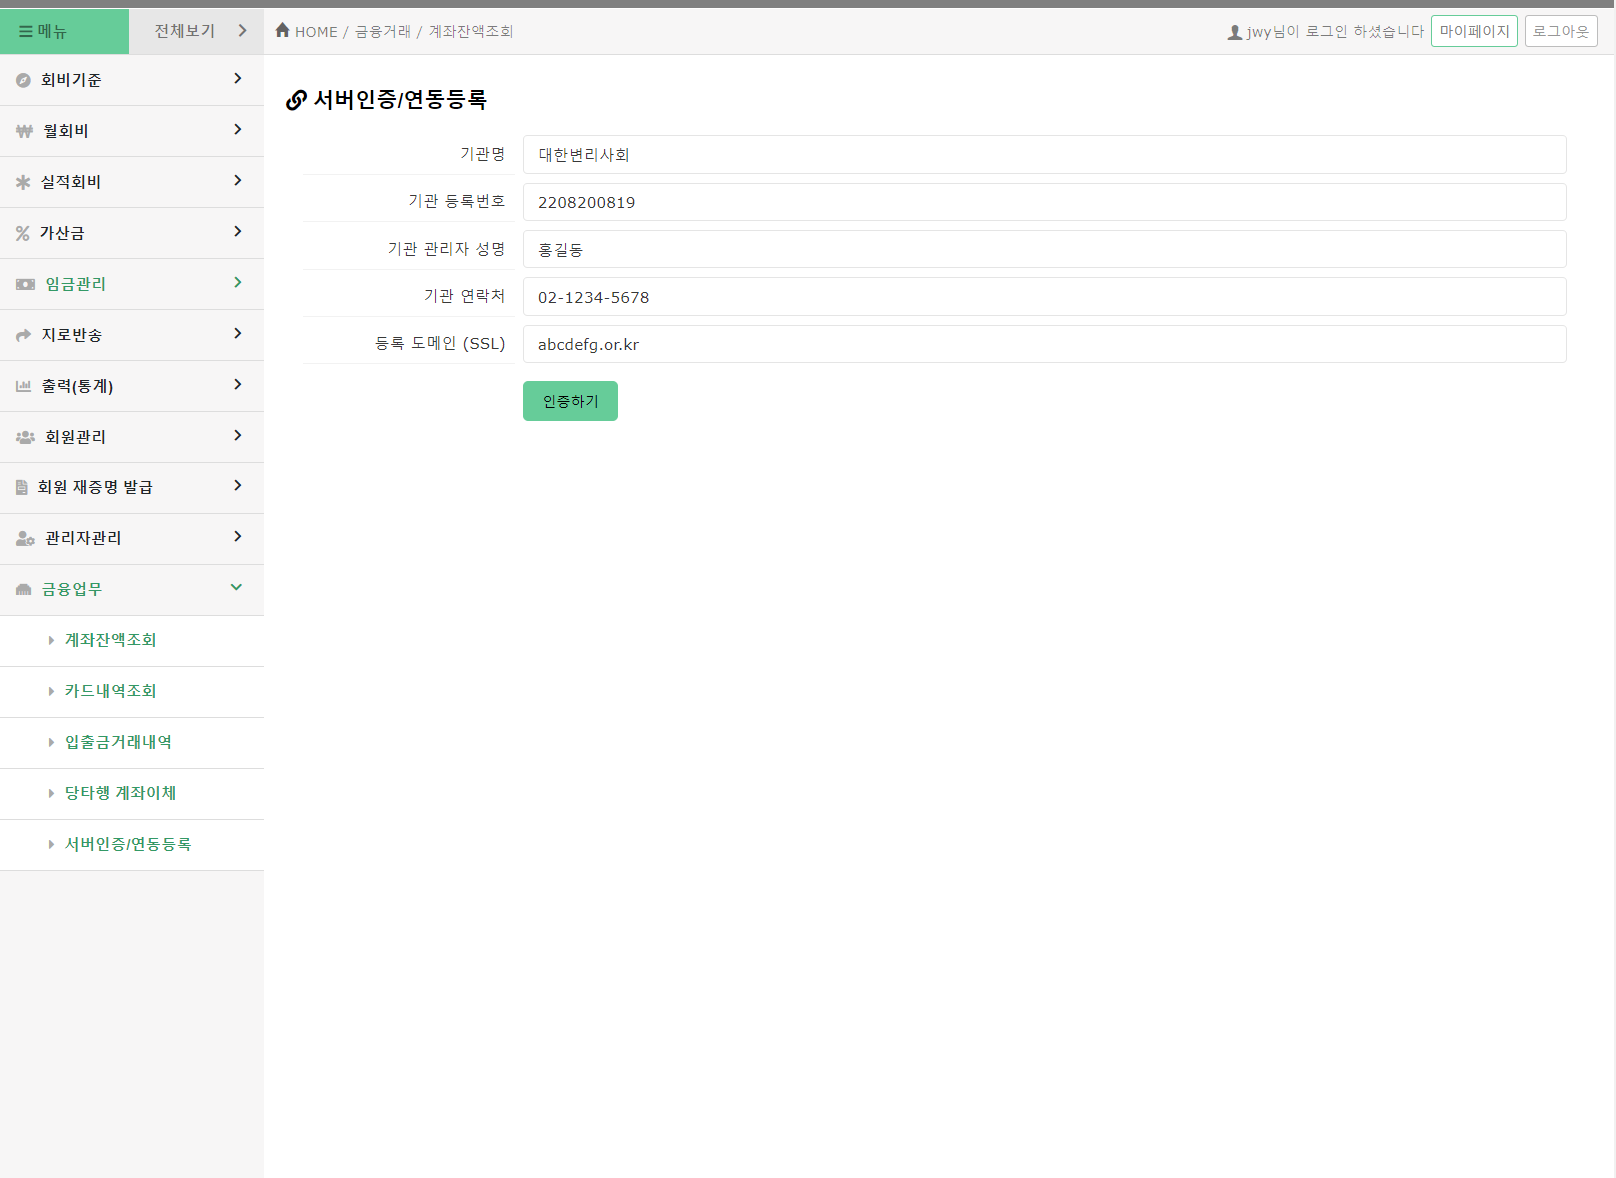 메뉴
전체보기
HOME / 금융거래 / 계좌잔액조회
jwy님이 로그인 하셨습니다
마이페이지
로그아웃
회비기준
월회비
실적회비
가산금
임금관리
지로반송
출력(통계)
회원관리
회원 재증명 발급
관리자관리
금융업무
계좌잔액조회
카드내역조회
입출금거래내역
당타행 계좌이체
서버인증/연동등록
서버인증/연동등록
기관명 대한변리사회
기관 등록번호 2208200819
기관 관리자 성명 홍길동
기관 연락처 02-1234-5678
등록 도메인 (SSL) abcdefg.or.kr
인증하기